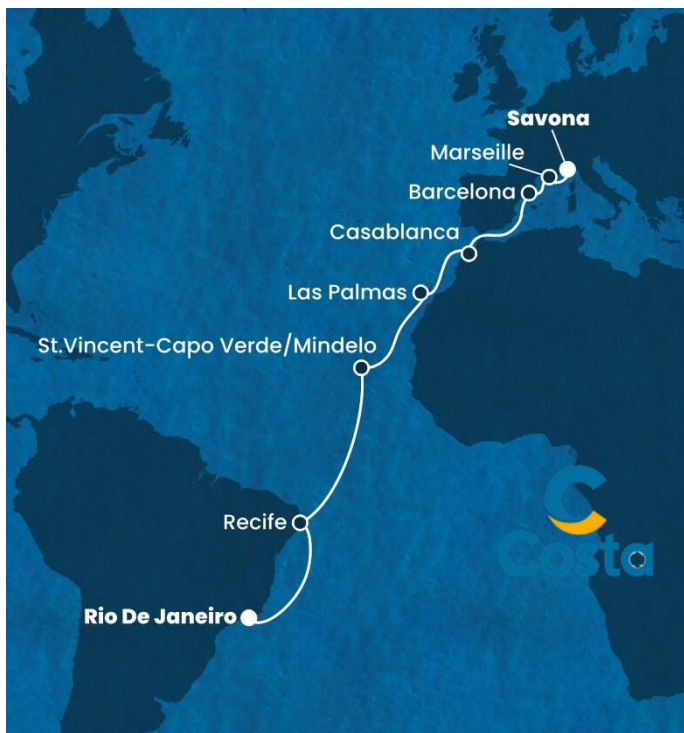 Savona
Marseille
Barcelona
Casablanca
Las Palmas
St.Vincent-Capo Verde/Mindelo
Recife
Costa
Rio De Janeiro